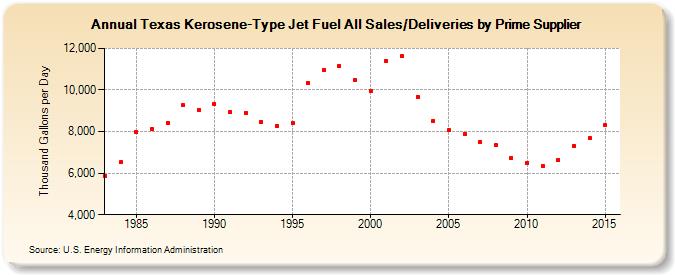 Annual Texas Kerosene-Type Jet Fuel All Sales/Deliveries by Prime Supplier
Thousand Gallons per Day
12,000
10,000
8,000
6,000
4,000
1985 1990 1995 2000 2005 2010 2015
Source: U.S. Energy Information Administration